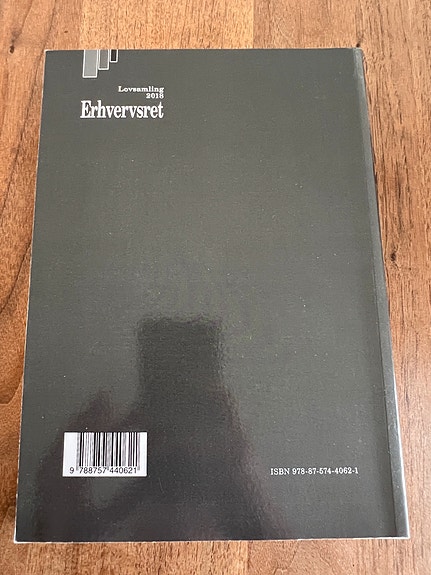 Lovsamling
2018
Erhvervsret
9 788757 440621
ISBN 978-87-574-4062-1